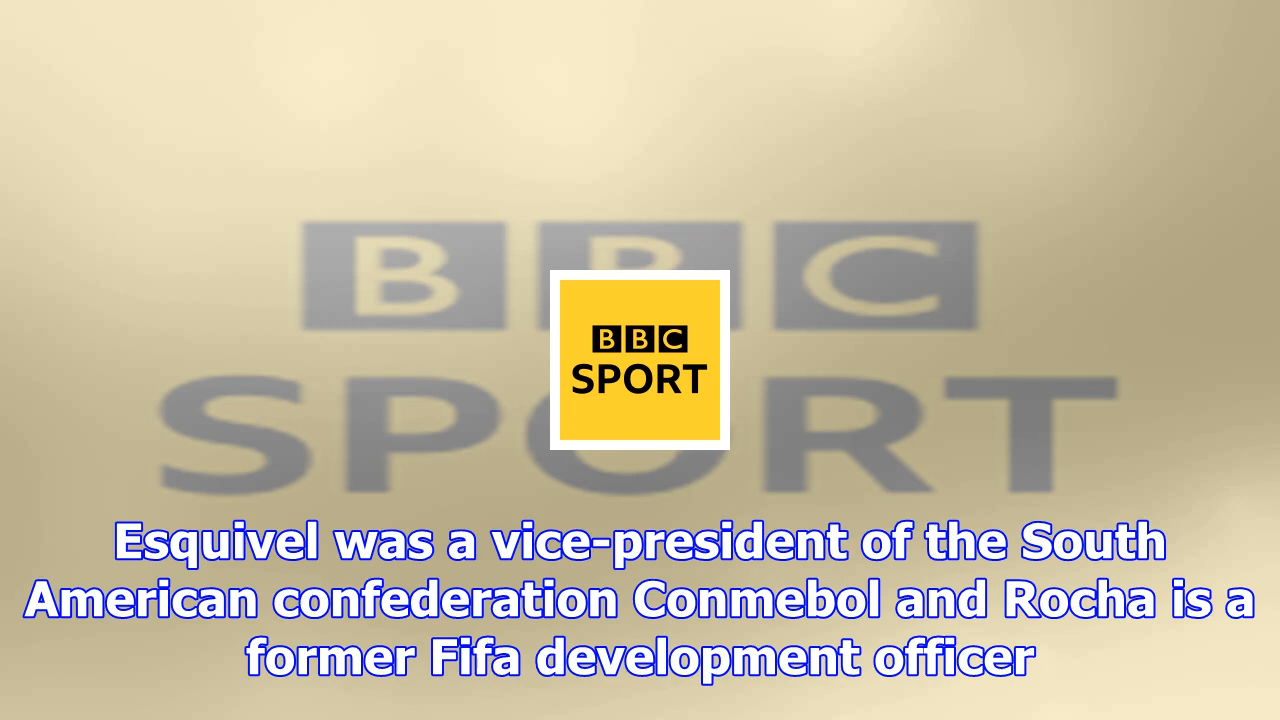 BBC
SPORT
BBC
SPORT
Esquivel was a vice-president of the South
American confederation Conmebol and Rocha is a
former Fifa development officer